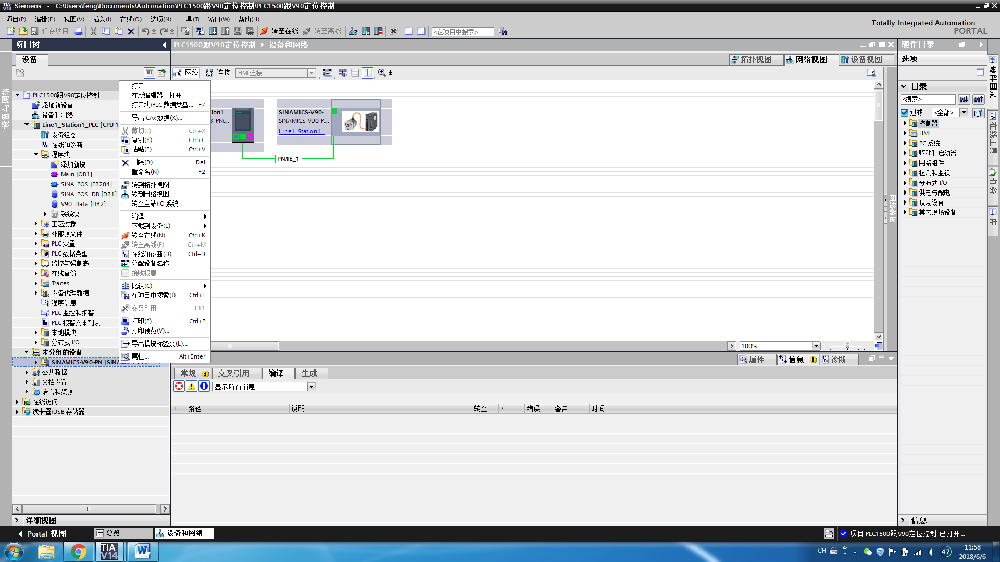 Siemens - C:\Users\feng\Documents\Automation\PLC1500跟V90定位控制\PLC1500跟V90定位控制
项目(P) 编辑(E) 视图(V) 插入(I) 在线(O) 选项(N) 工具(T) 窗口(W) 帮助(H)
保存项目 转至在线 转至离线 <在项目中搜索>
Totally Integrated Automation
PORTAL
项目树
PLC1500跟V90定位控制 设备和网络
硬件目录
设备
拓扑视图 网络视图 设备视图
选项
网络 连接 HMI 连接
设备与网络
PLC1500跟V90定位控制
添加新设备
设备和网络
Line1_Station1_PLC [CPU 1
设备组态
在线和诊断
程序块
添加新块
Main [OB1]
SINA_POS [FB284]
SINA_POS_DB [DB1]
V90_Data [DB2]
系统块
工艺对象
外部源文件
PLC 变量
PLC 数据类型
监控与强制表
在线备份
Traces
设备代理数据
程序信息
PLC 监控和报警
PLC 报警文本列表
本地模块
分布式 I/O
未分组的设备
SINAMICS-V90-PN [SINA
公共数据
文档设置
语言和资源
在线访问
读卡器/USB 存储器
详细视图
打开
在新编辑器中打开
打开块/PLC 数据类型... F7
导出 CAx 数据(X)...
剪切(T) Ctrl+X
复制(Y) Ctrl+C
粘贴(P) Ctrl+V
删除(D) Del
重命名(N) F2
转到拓扑视图
转到网络视图
转至主站/IO 系统
编译
下载到设备(L)
转至在线(N) Ctrl+K
转至离线(F) Ctrl+M
在线和诊断(D) Ctrl+D
分配设备名称
接收报警
比较(C)
在项目中搜索(J) Ctrl+F
交叉引用 F11
打印(P)... Ctrl+P
打印预览(V)...
导出模块标签条(L)...
属性... Alt+Enter
ion1...
PN/...
SINAMICS-V90-...
SINAMICS V90 P...
Line1_Station1_...
PN/IE_1
100%
网络数据
属性 信息 诊断
常规 交叉引用 编译 生成
显示所有消息
! 路径 说明 转至 ? 错误 警告 时间
目录
<搜索>
过滤 <全部>
控制器
HMI
PC 系统
驱动和启动器
网络组件
检测和监视
分布式 I/O
供电与配电
现场设备
其它现场设备
信息
硬件目录
在线工具
任务
库
Portal 视图 总览 设备和网络
项目 PLC1500跟V90定位控制 已打开...
TIA
V14
CH
47
11:58
2018/6/6